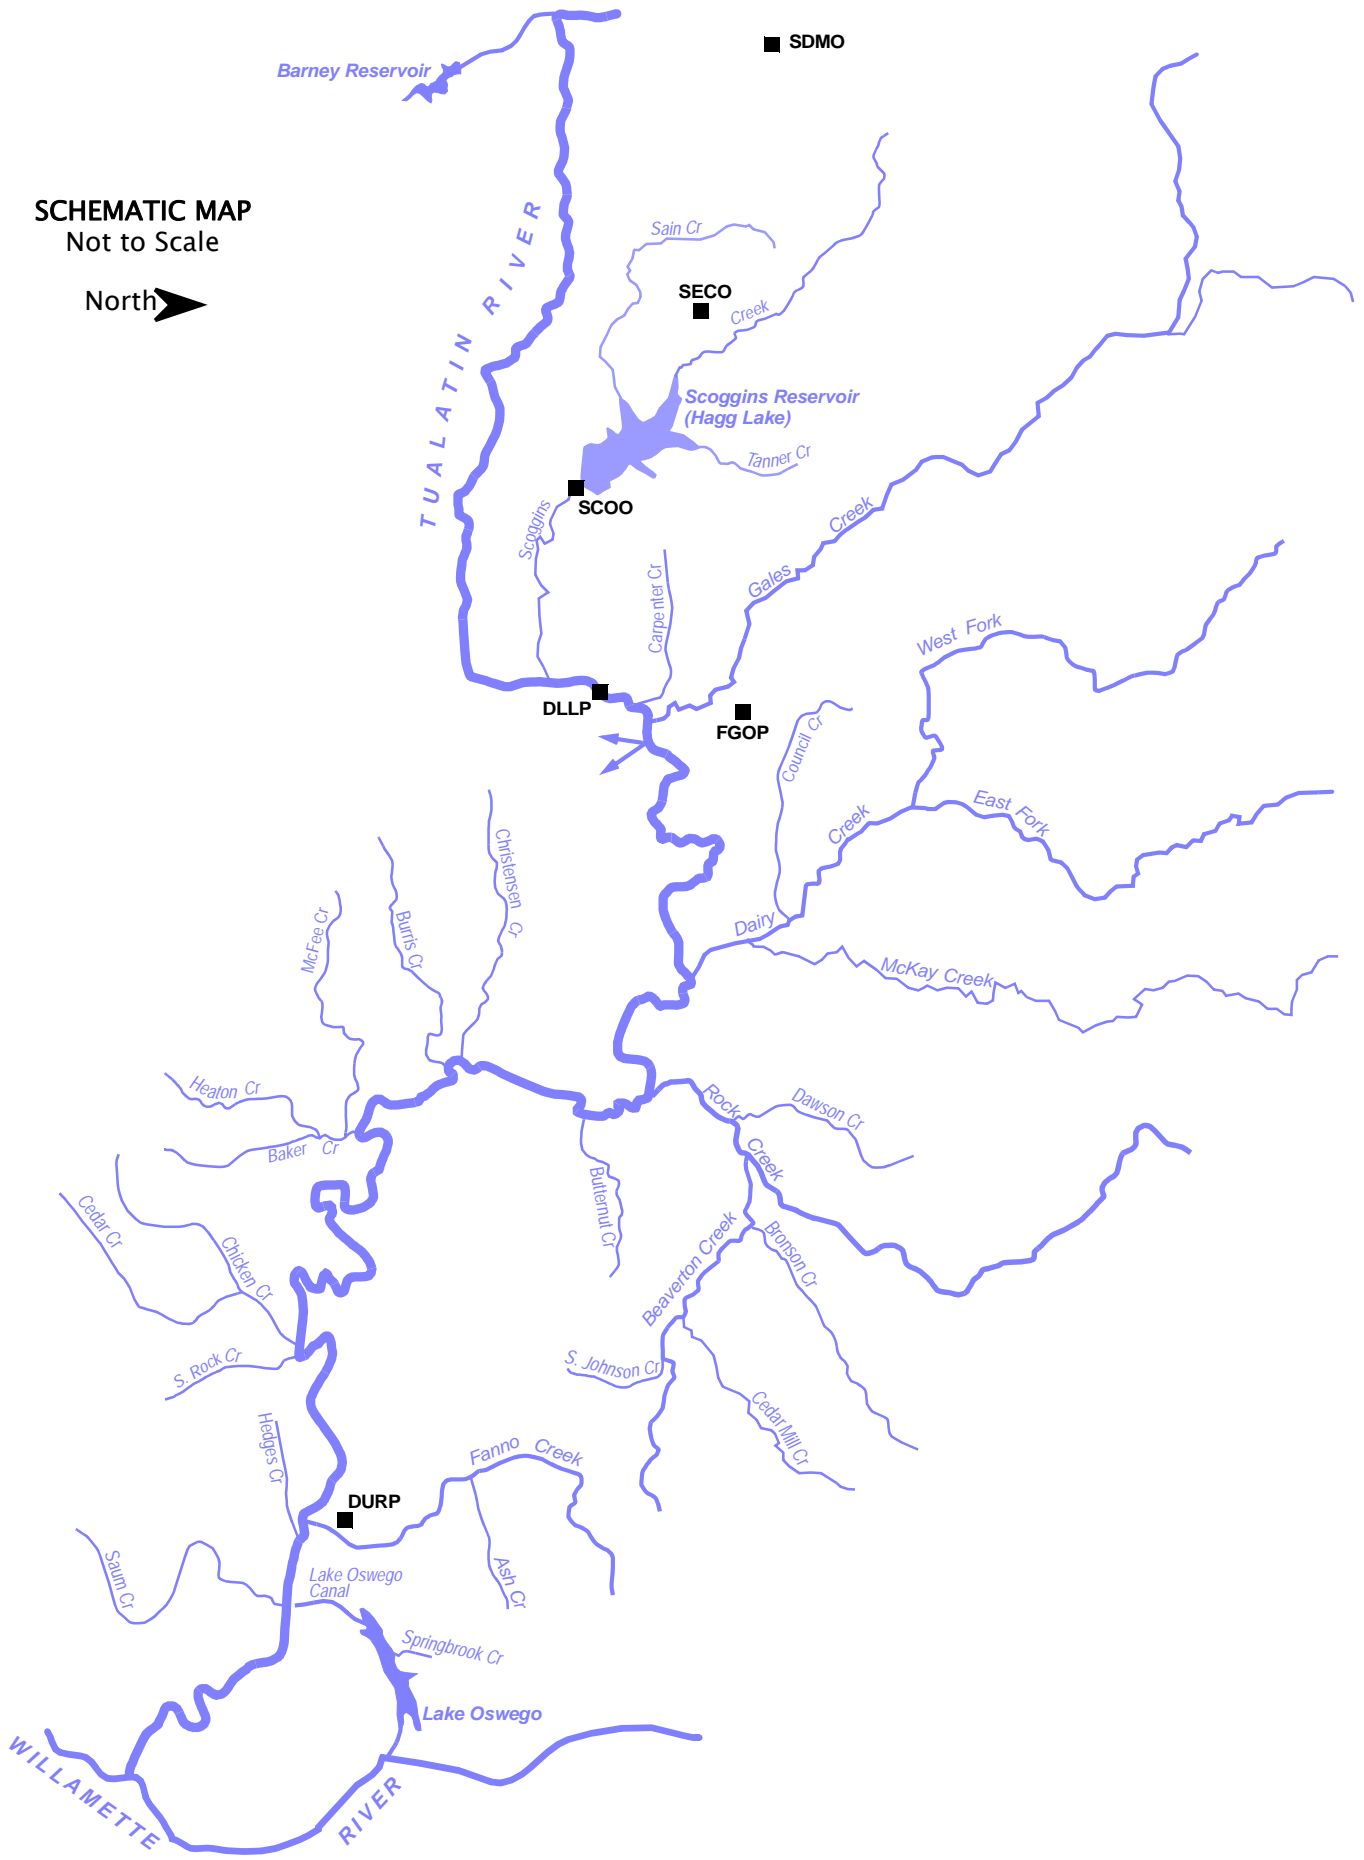 SDMO
Barney Reservoir
SCHEMATIC MAP
Not to Scale
North
TUALATIN RIVER
Sain Cr
SECO
Creek
Scoggins Reservoir
(Hagg Lake)
Tanner Cr
SCOO
Scoggins
Gales Creek
Carpenter Cr
West Fork
DLLP
FGOP
Council Cr
East Fork
Dairy Creek
Christensen Cr
Burris Cr
McFee Cr
McKay Creek
Heaton Cr
Baker Cr
Rock Creek
Dawson Cr
Butternut Cr
Cedar Cr
Chicken Cr
Beaverton Creek
Bronson Cr
S. Rock Cr
S. Johnson Cr
Cedar Mill Cr
Hedges Cr
Fanno Creek
DURP
Saum Cr
Ash Cr
Lake Oswego
Canal
Springbrook Cr
Lake Oswego
WILLAMETTE RIVER